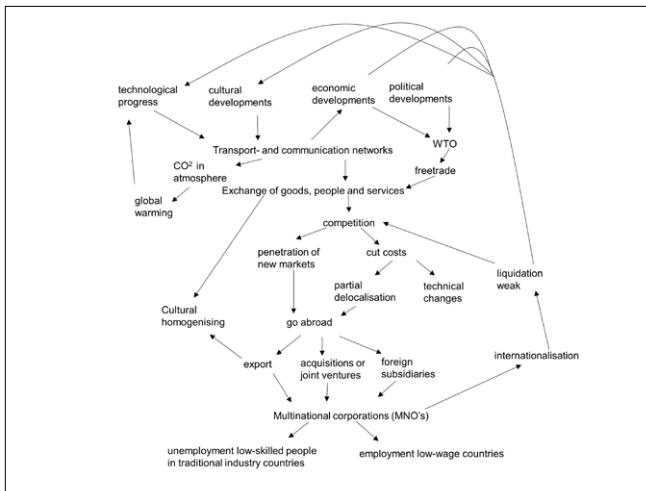 technological
progress
cultural
developments
economic
developments
political
developments
Transport- and communication networks
WTO
CO² in
atmosphere
freetrade
Exchange of goods, people and services
global
warming
competition
penetration of
new markets
cut costs
liquidation
weak
partial
delocalisation
technical
changes
Cultural
homogenising
go abroad
internationalisation
export
acquisitions or
joint ventures
foreign
subsidiaries
Multinational corporations (MNO's)
unemployment low-skilled people
in traditional industry countries
employment low-wage countries